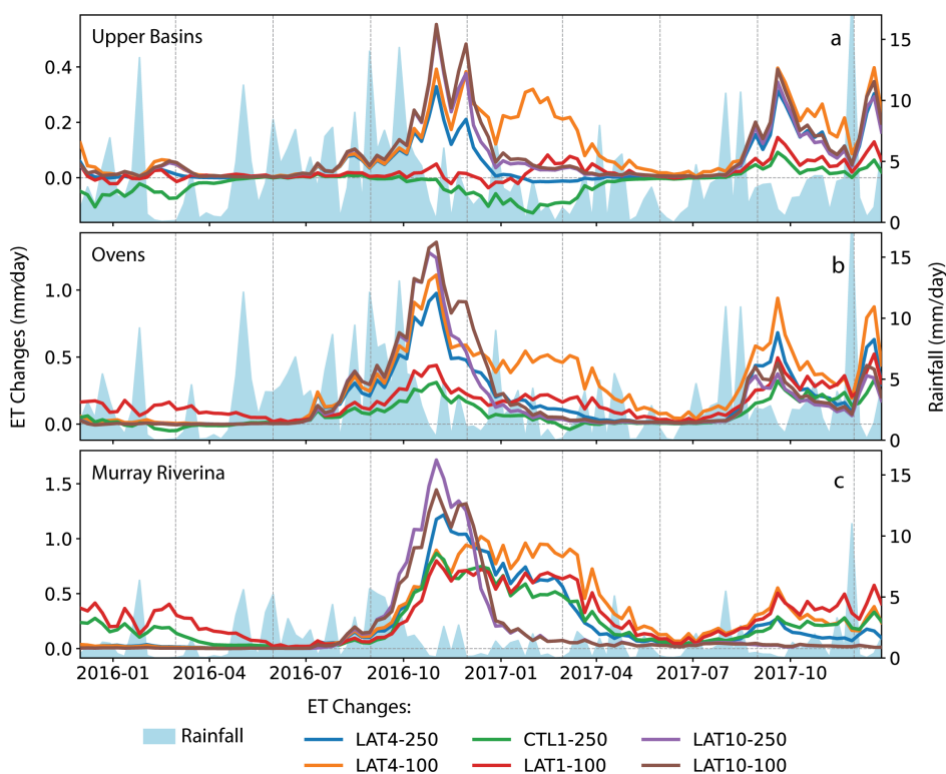 Upper Basins
a
0.4
0.2
0.0
15
10
5
0
Ovens
b
1.0
0.5
0.0
15
10
5
0
ET Changes (mm/day)
Rainfall (mm/day)
Murray Riverina
c
1.5
1.0
0.5
0.0
15
10
5
0
2016-01 2016-04 2016-07 2016-10 2017-01 2017-04 2017-07 2017-10
ET Changes:
Rainfall LAT4-250 CTL1-250 LAT10-250
LAT4-100 LAT1-100 LAT10-100